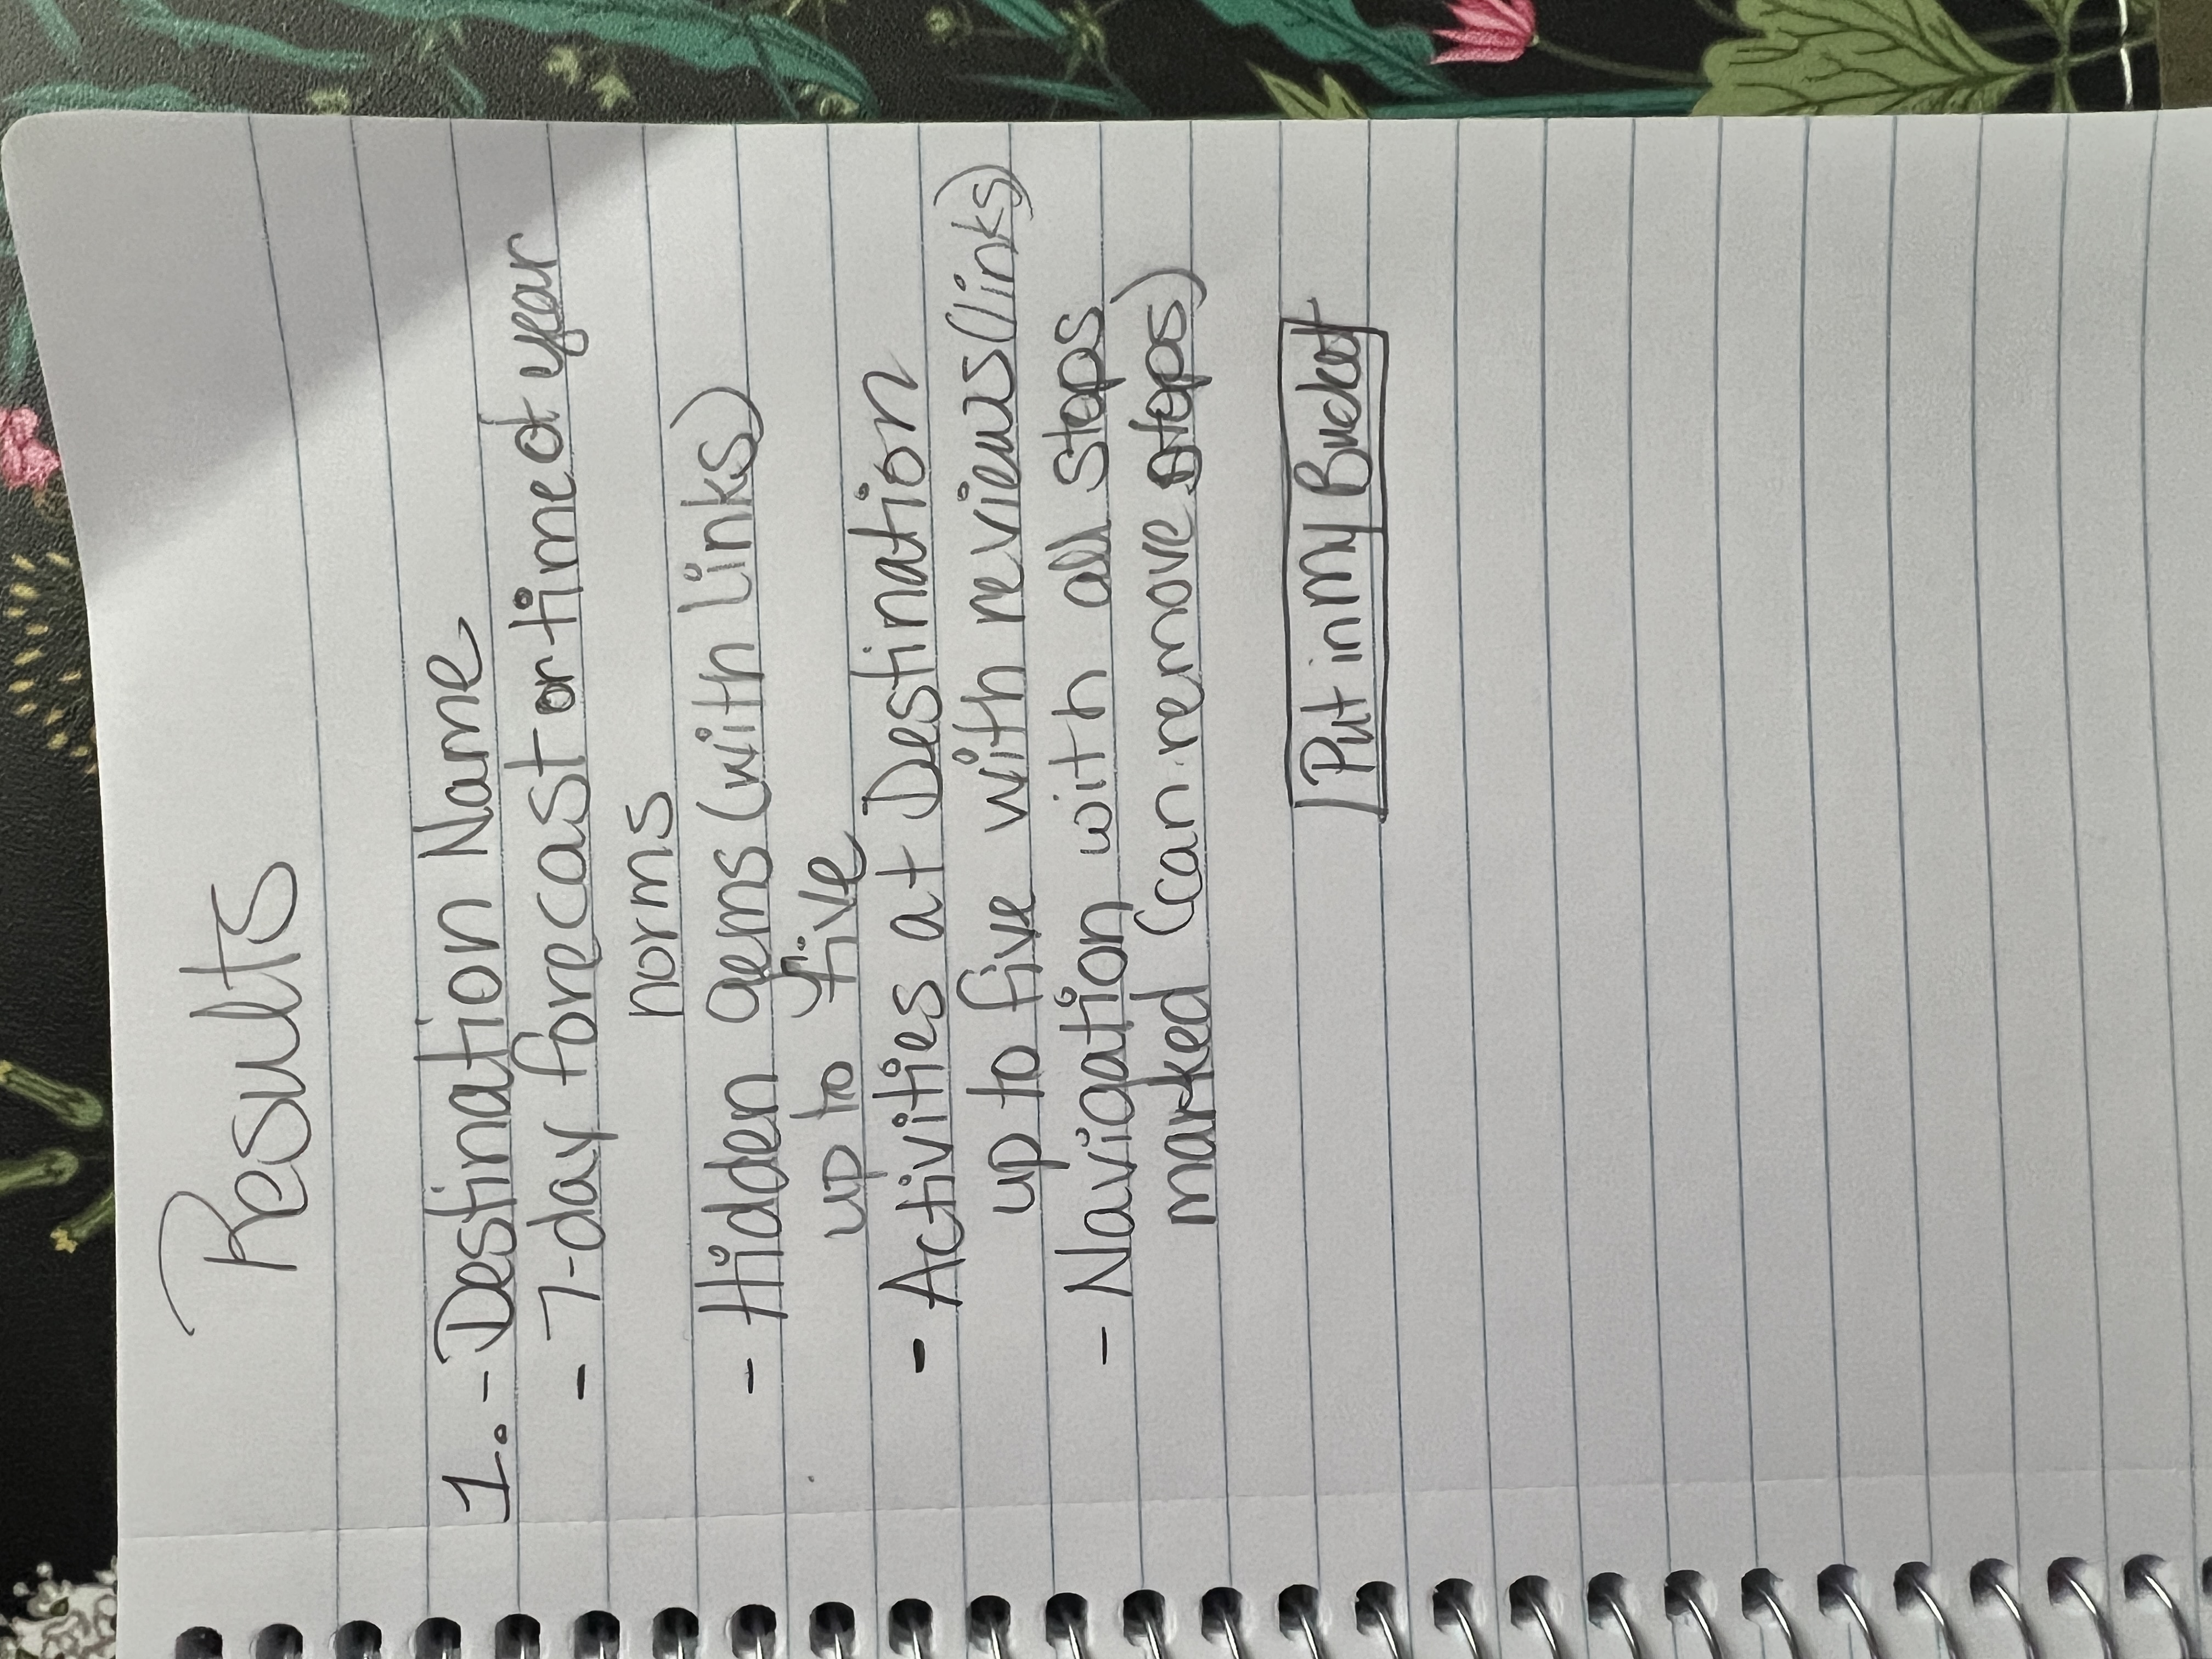 Results
1. - Destination Name
- 7-day forecast or time of year
norms
- Hidden gems (with links)
up to five
- Activities at Destination
up to five with reviews (links)
- Navigation with all stops
marked (can remove stops)
Put in My Bucket